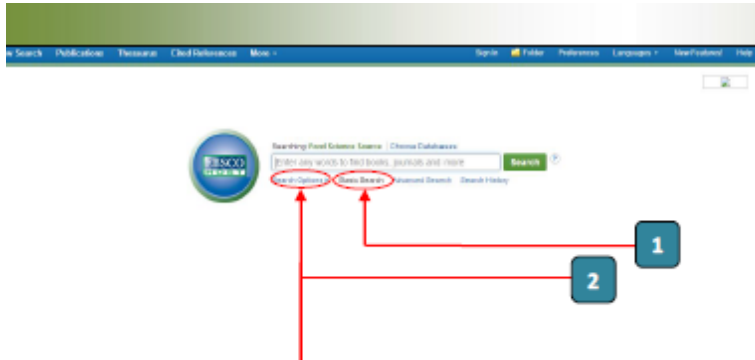 w Search Publications Thesaurus Cited References More Sign In Folder Preferences Languages New Features! Help
Searching: Food Science Source Choose Databases
EBSCO
HOST
Enter any words to find books, journals and more Search
Search Options Basic Search Advanced Search Search History
1
2